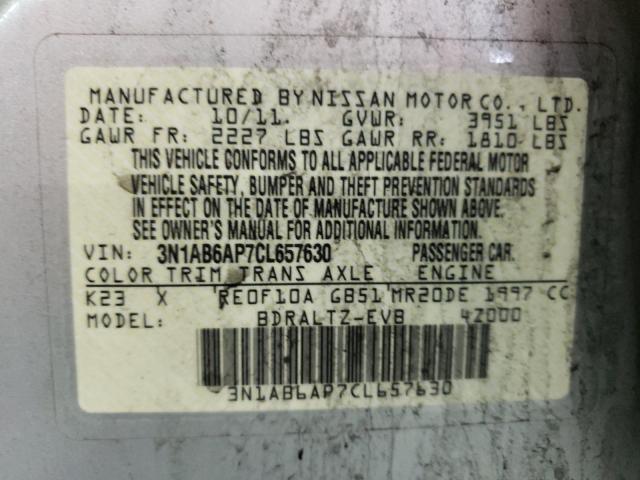 MANUFACTURED BY NISSAN MOTOR CO., LTD.
DATE: 10/11. GVWR: 3951 LBS
GAWR FR: 2227 LBS GAWR RR: 1810 LBS
THIS VEHICLE CONFORMS TO ALL APPLICABLE FEDERAL MOTOR
VEHICLE SAFETY, BUMPER AND THEFT PREVENTION STANDARDS
IN EFFECT ON THE DATE OF MANUFACTURE SHOWN ABOVE.
SEE OWNER'S MANUAL FOR ADDITIONAL INFORMATION.
VIN: 3N1AB6AP7CL657630 PASSENGER CAR.
COLOR TRIM TRANS AXLE ENGINE
K23 X RE0F10A GB51 MR20DE 1997 CC
MODEL: BDRALTZ-EVB 4Z000
3N1AB6AP7CL657630